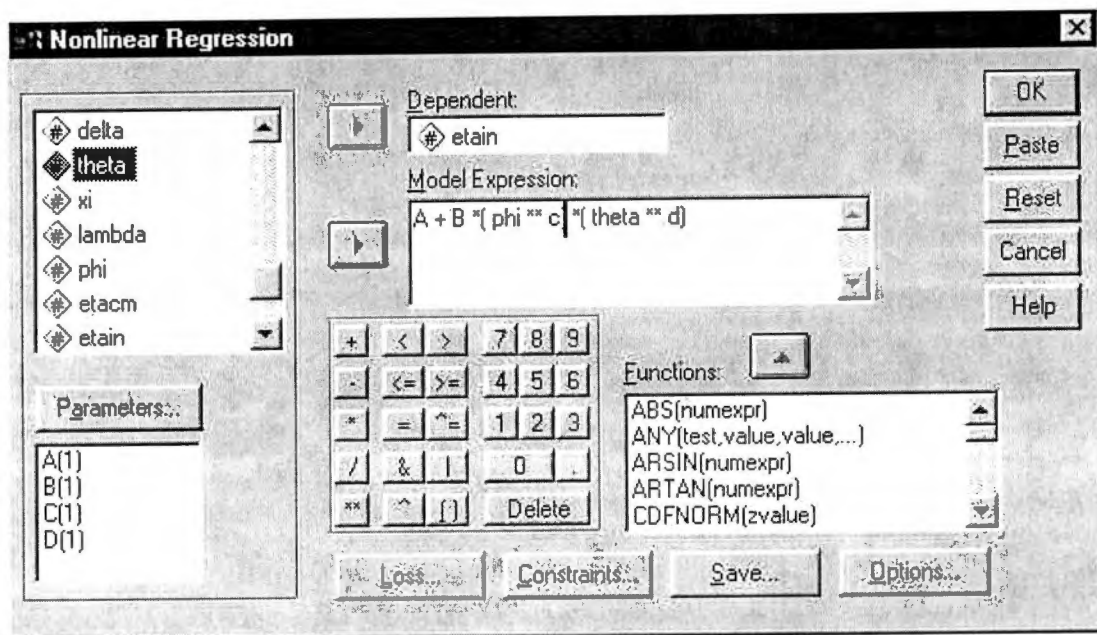 Nonlinear Regression
delta
theta
xi
lambda
phi
etacm
etain
Parameters...
A(1)
B(1)
C(1)
D(1)
Dependent:
etain
Model Expression:
A + B *( phi ** c) *( theta ** d)
+ < > 7 8 9
- <= >= 4 5 6
* = ~= 1 2 3
/ & | 0 .
** ~ () Delete
Functions:
ABS(numexpr)
ANY(test,value,value,...)
ARSIN(numexpr)
ARTAN(numexpr)
CDFNORM(zvalue)
OK
Paste
Reset
Cancel
Help
Loss...
Constraints...
Save...
Options...